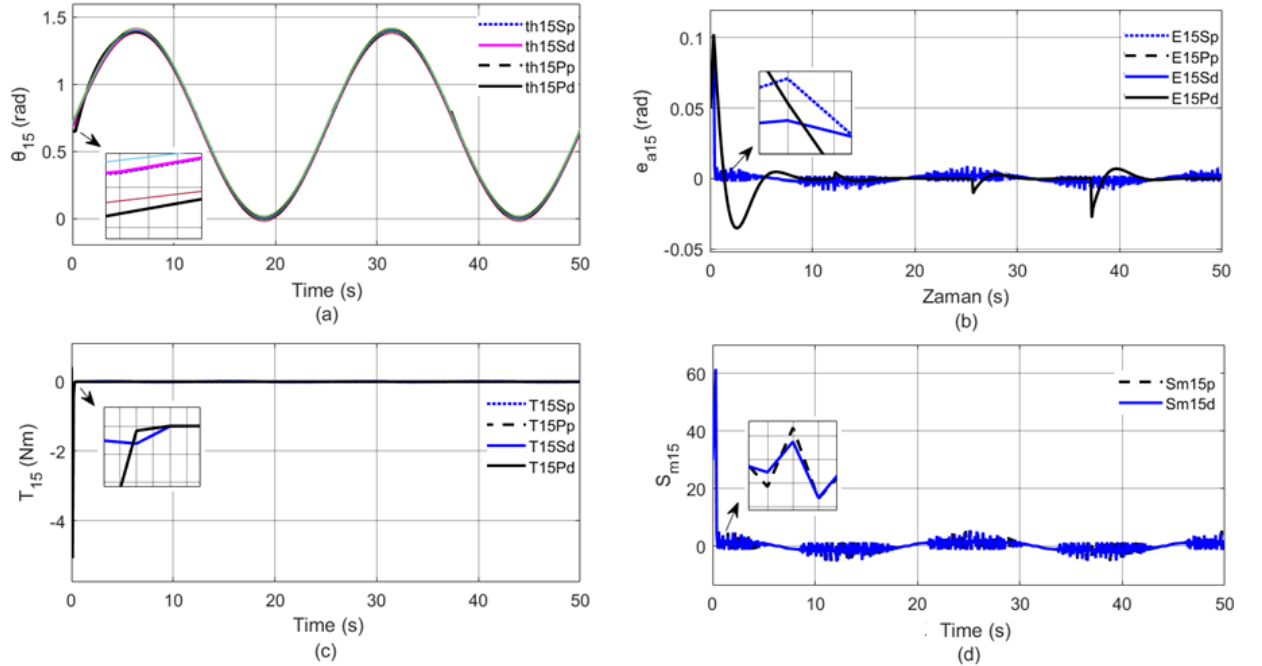 1.5
1
0.5
0
θ15 (rad)
th15Sp
th15Sd
th15Pp
th15Pd
0 10 20 30 40 50
Time (s)
(a)
0.1
0.05
0
-0.05
ea15 (rad)
E15Sp
E15Pp
E15Sd
E15Pd
0 10 20 30 40 50
Zaman (s)
(b)
0
-2
-4
T15 (Nm)
T15Sp
T15Pp
T15Sd
T15Pd
0 10 20 30 40 50
Time (s)
(c)
60
40
20
0
Sm15
Sm15p
Sm15d
0 10 20 30 40 50
Time (s)
(d)